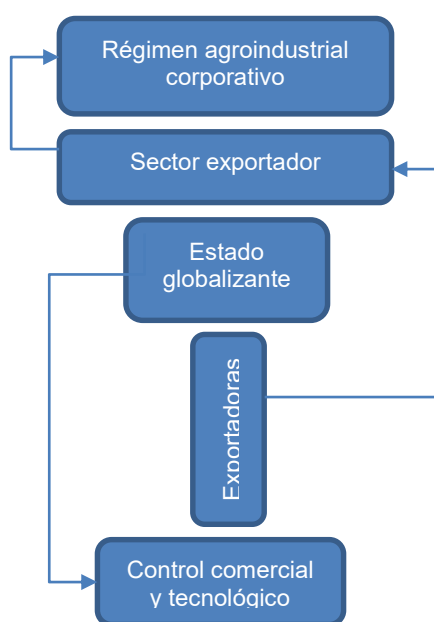 Régimen agroindustrial
corporativo
Sector exportador
Estado
globalizante
Exportadoras
Control comercial
y tecnológico